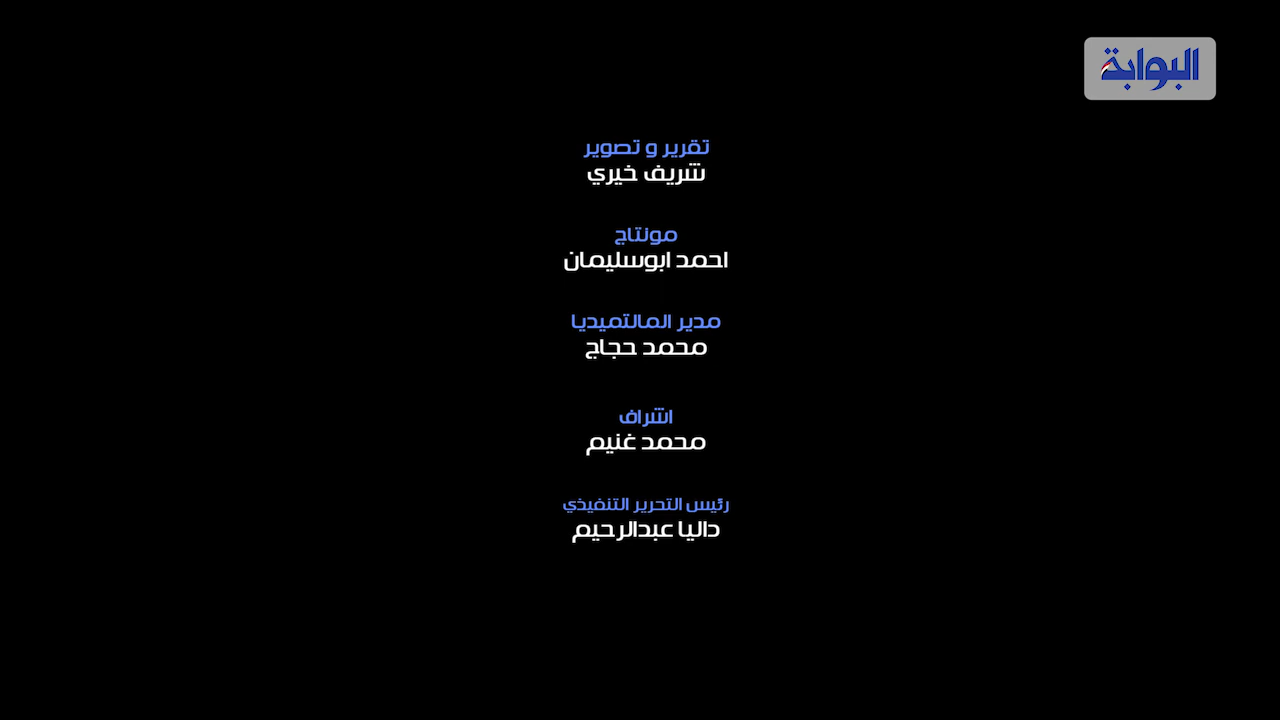 البوابة
تقرير و تصوير
شريف خيري
مونتاج
احمد ابوسليمان
مدير المالتميديا
محمد حجاج
اشراف
محمد غنيم
رئيس التحرير التنفيذي
داليا عبدالرحيم